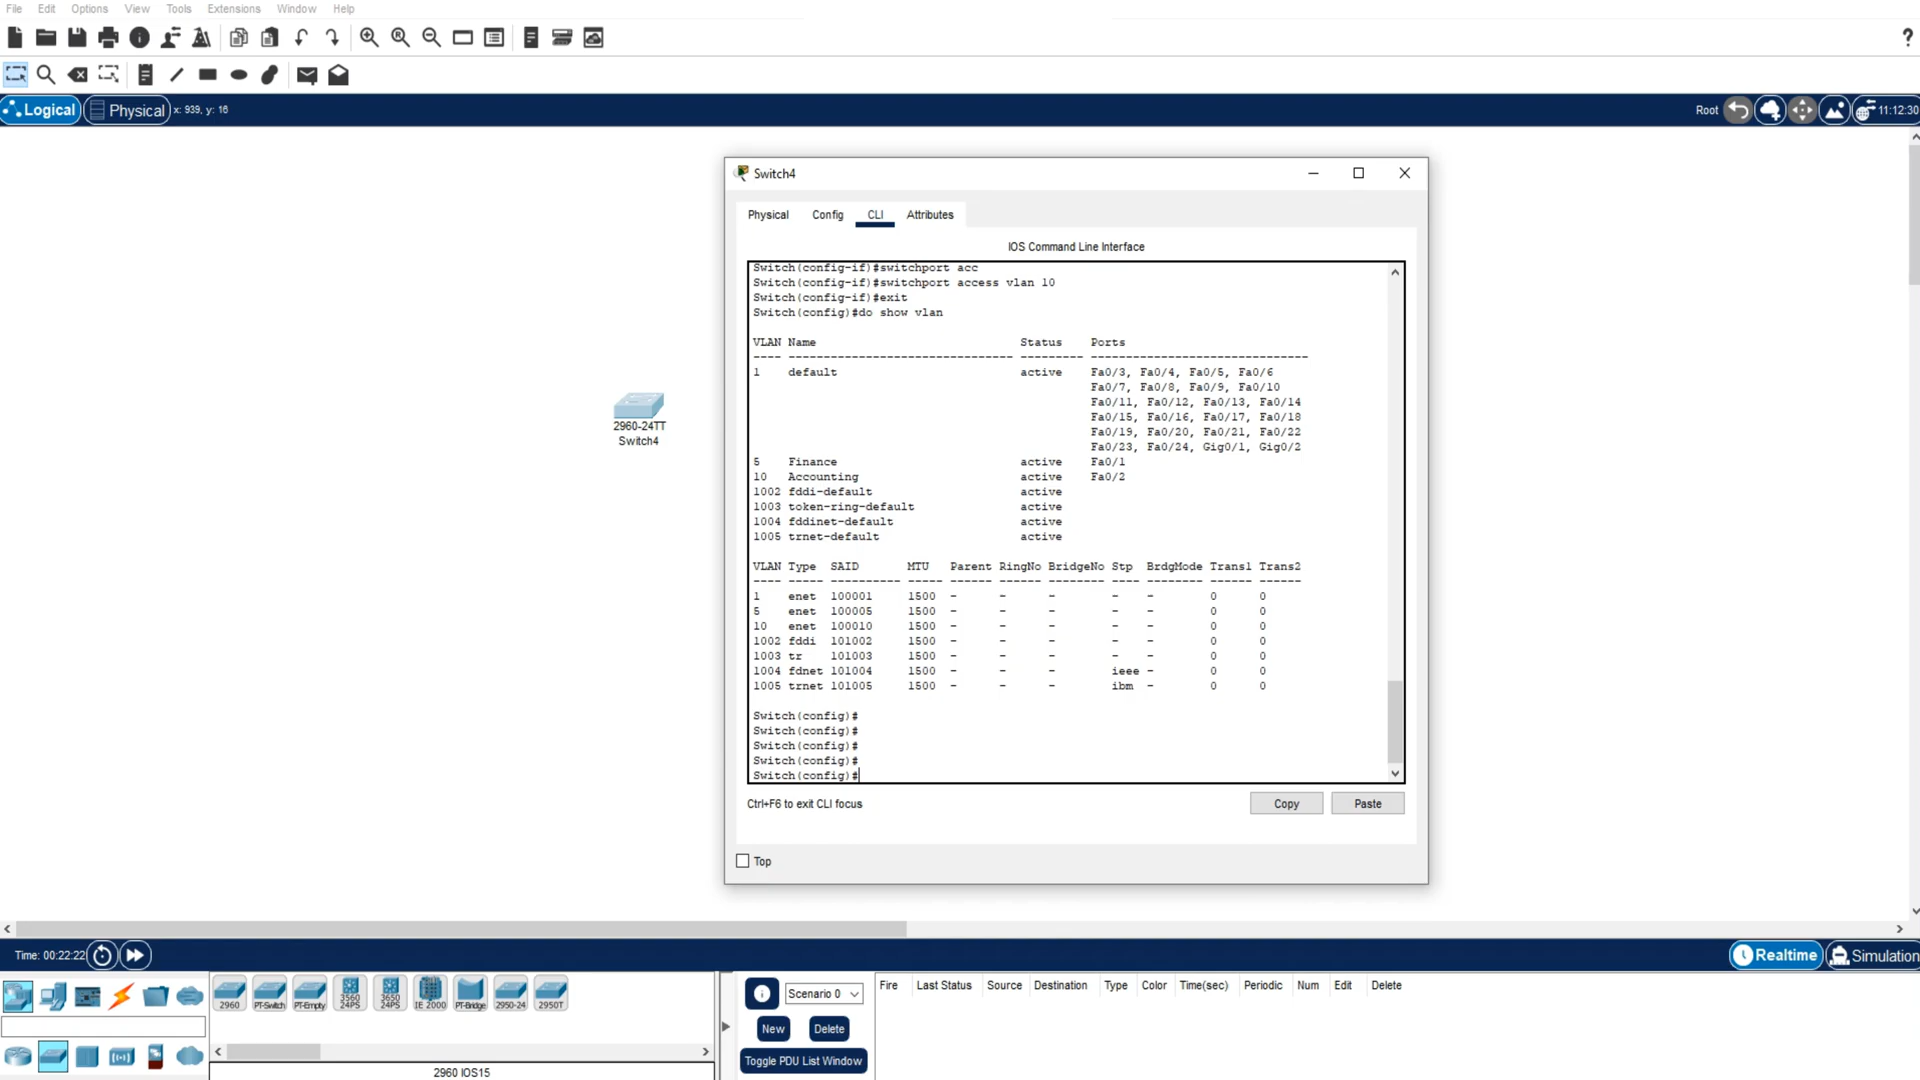 File Edit Options View Tools Extensions Window Help
?
Logical Physical x: 939, y: 16 Root 11:12:30
Switch4
Physical Config CLI Attributes
IOS Command Line Interface
Switch(config-if)#switchport acc
Switch(config-if)#switchport access vlan 10
Switch(config-if)#exit
Switch(config)#do show vlan
VLAN Name Status Ports
---- -------------------------------- --------- -------------------------------
1 default active Fa0/3, Fa0/4, Fa0/5, Fa0/6
Fa0/7, Fa0/8, Fa0/9, Fa0/10
Fa0/11, Fa0/12, Fa0/13, Fa0/14
Fa0/15, Fa0/16, Fa0/17, Fa0/18
Fa0/19, Fa0/20, Fa0/21, Fa0/22
Fa0/23, Fa0/24, Gig0/1, Gig0/2
5 Finance active Fa0/1
10 Accounting active Fa0/2
1002 fddi-default active
1003 token-ring-default active
1004 fddinet-default active
1005 trnet-default active
VLAN Type SAID MTU Parent RingNo BridgeNo Stp BrdgMode Trans1 Trans2
---- ----- ---------- ----- ------ ------ -------- ---- -------- ------ ------
1 enet 100001 1500 - - - - - 0 0
5 enet 100005 1500 - - - - - 0 0
10 enet 100010 1500 - - - - - 0 0
1002 fddi 101002 1500 - - - - - 0 0
1003 tr 101003 1500 - - - - - 0 0
1004 fdnet 101004 1500 - - - ieee - 0 0
1005 trnet 101005 1500 - - - ibm - 0 0
Switch(config)#
Switch(config)#
Switch(config)#
Switch(config)#
Switch(config)#
Ctrl+F6 to exit CLI focus Copy Paste
Top
2960-24TT
Switch4
Time: 00:22:22 Realtime Simulation
2960 PT-Switch PT-Empty 3560 24PS 3650 24PS IE 2000 PT-Bridge 2950-24 2950T
2960 IOS15
Scenario 0
New Delete
Toggle PDU List Window
Fire Last Status Source Destination Type Color Time(sec) Periodic Num Edit Delete